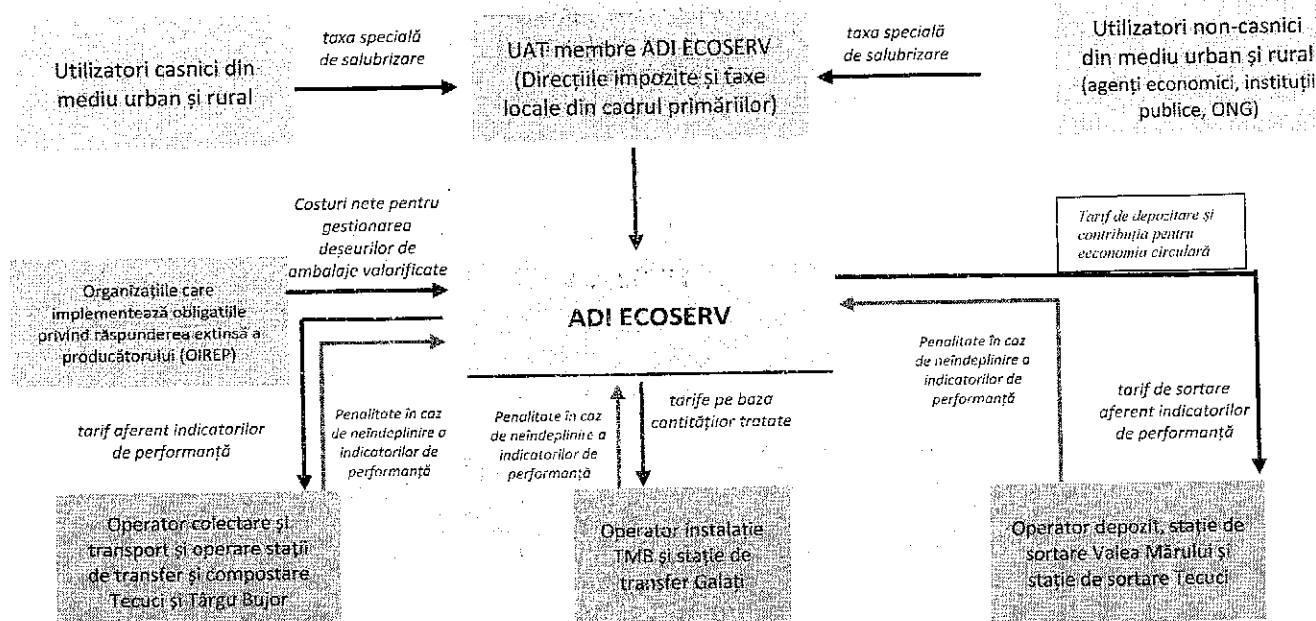 Utilizatori casnici din
mediu urban și rural
taxa specială
de salubrizare
UAT membre ADI ECOSERV
(Direcțiile impozite și taxe
locale din cadrul primăriilor)
taxa specială
de salubrizare
Utilizatori non-casnici
din mediu urban și rural
(agenți economici, instituții
publice, ONG)
Costuri nete pentru
gestionarea
deșeurilor de
ambalaje valorificate
Tarif de depozitare și
contribuția pentru
eeconomia circulară
Organizațiile care
implementează obligațiile
privind răspunderea extinsă a
producătorului (OIREP)
ADI ECOSERV
tarif aferent indicatorilor
de performanță
Penalitate în caz
de neîndeplinire a
indicatorilor de
performanță
Penalitate în caz
de neîndeplinire a
indicatorilor de
performanță
tarife pe baza
cantităților tratate
Penalitate în caz
de neîndeplinire a
indicatorilor de
performanță
tarif de sortare
aferent indicatorilor
de performanță
Operator colectare și
transport și operare stații
de transfer și compostare
Tecuci și Târgu Bujor
Operator instalație
TMB și stație de
transfer Galați
Operator depozit, stație de
sortare Valea Mărului și
stație de sortare Tecuci